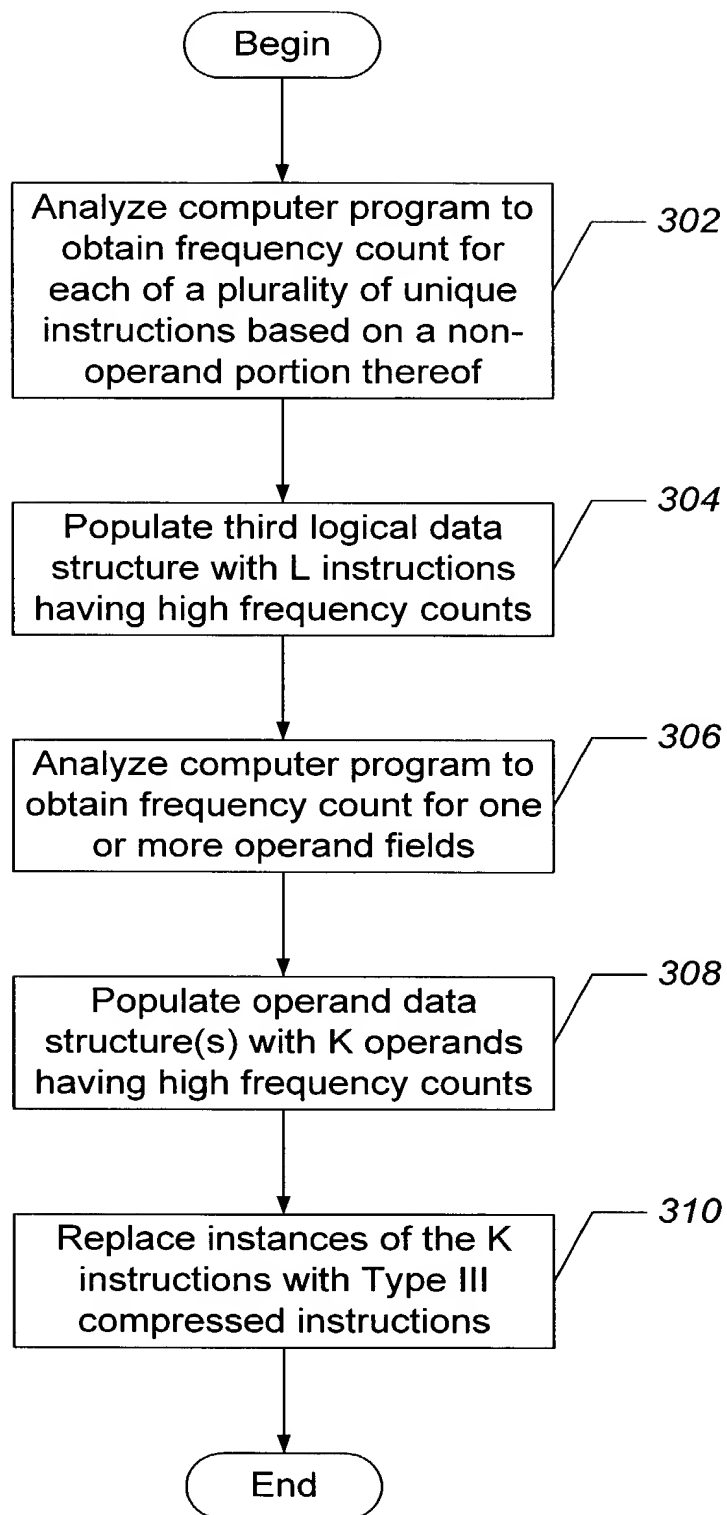 Begin
Analyze computer program to
obtain frequency count for
each of a plurality of unique
instructions based on a non-
operand portion thereof
302
Populate third logical data
structure with L instructions
having high frequency counts
304
Analyze computer program to
obtain frequency count for one
or more operand fields
306
Populate operand data
structure(s) with K operands
having high frequency counts
308
Replace instances of the K
instructions with Type III
compressed instructions
310
End